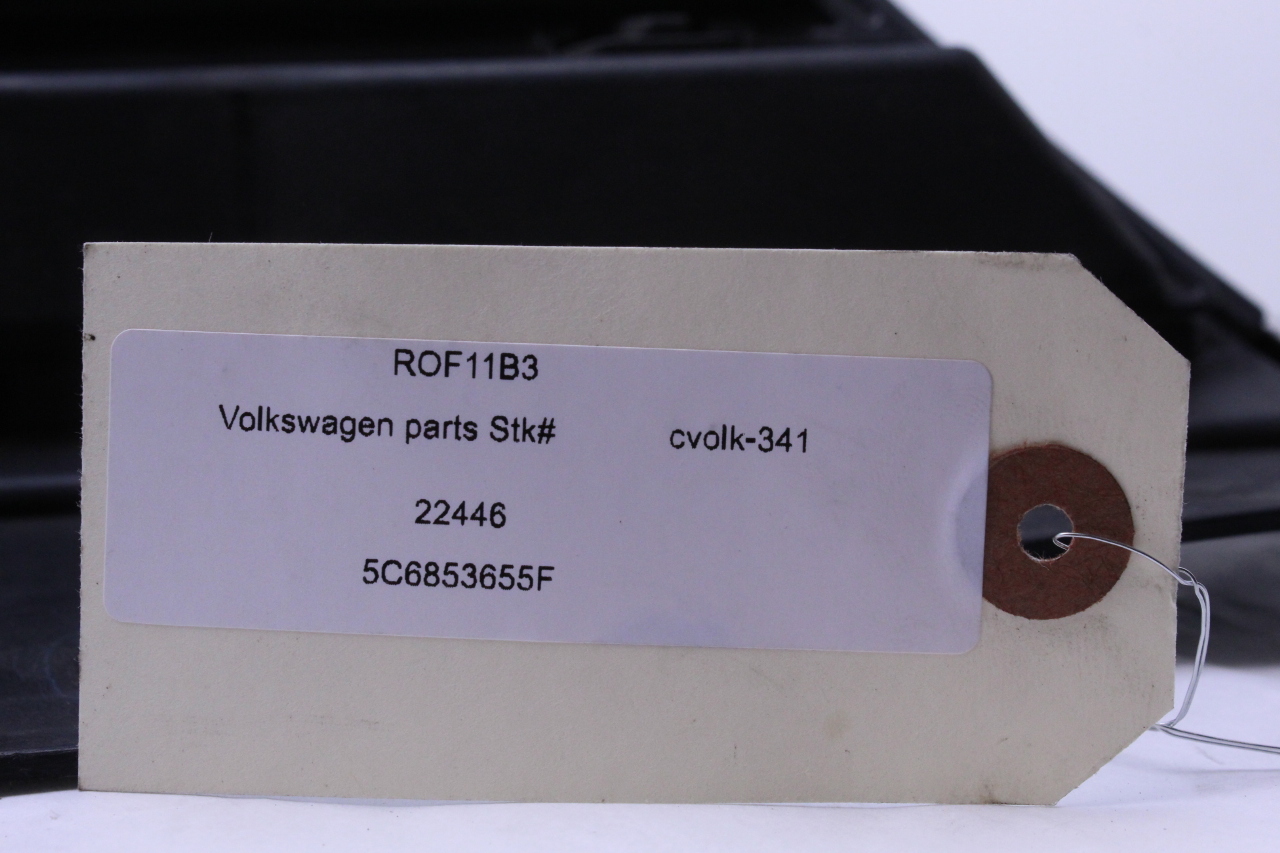 ROF11B3
Volkswagen parts Stk# cvolk-341
22446
5C6853655F